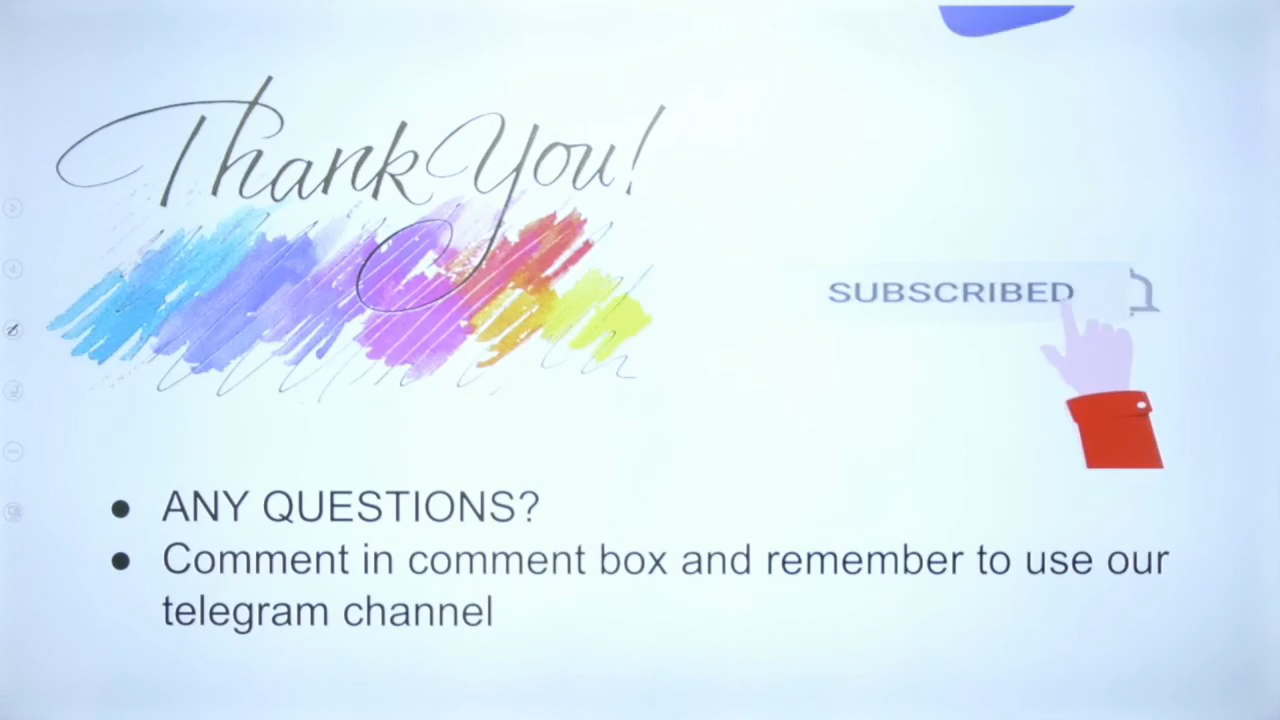 Thank You!
SUBSCRIBED
ANY QUESTIONS?
Comment in comment box and remember to use our
telegram channel